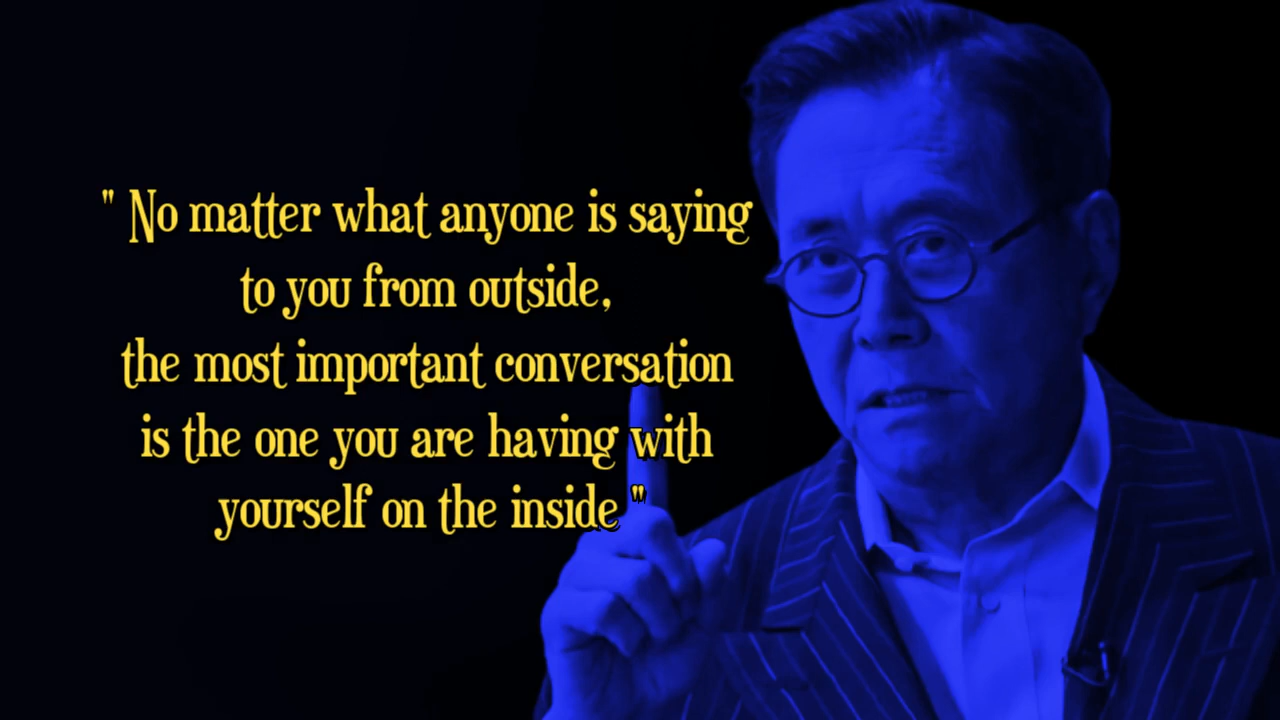 " No matter what anyone is saying
to you from outside,
the most important conversation
is the one you are having with
yourself on the inside "